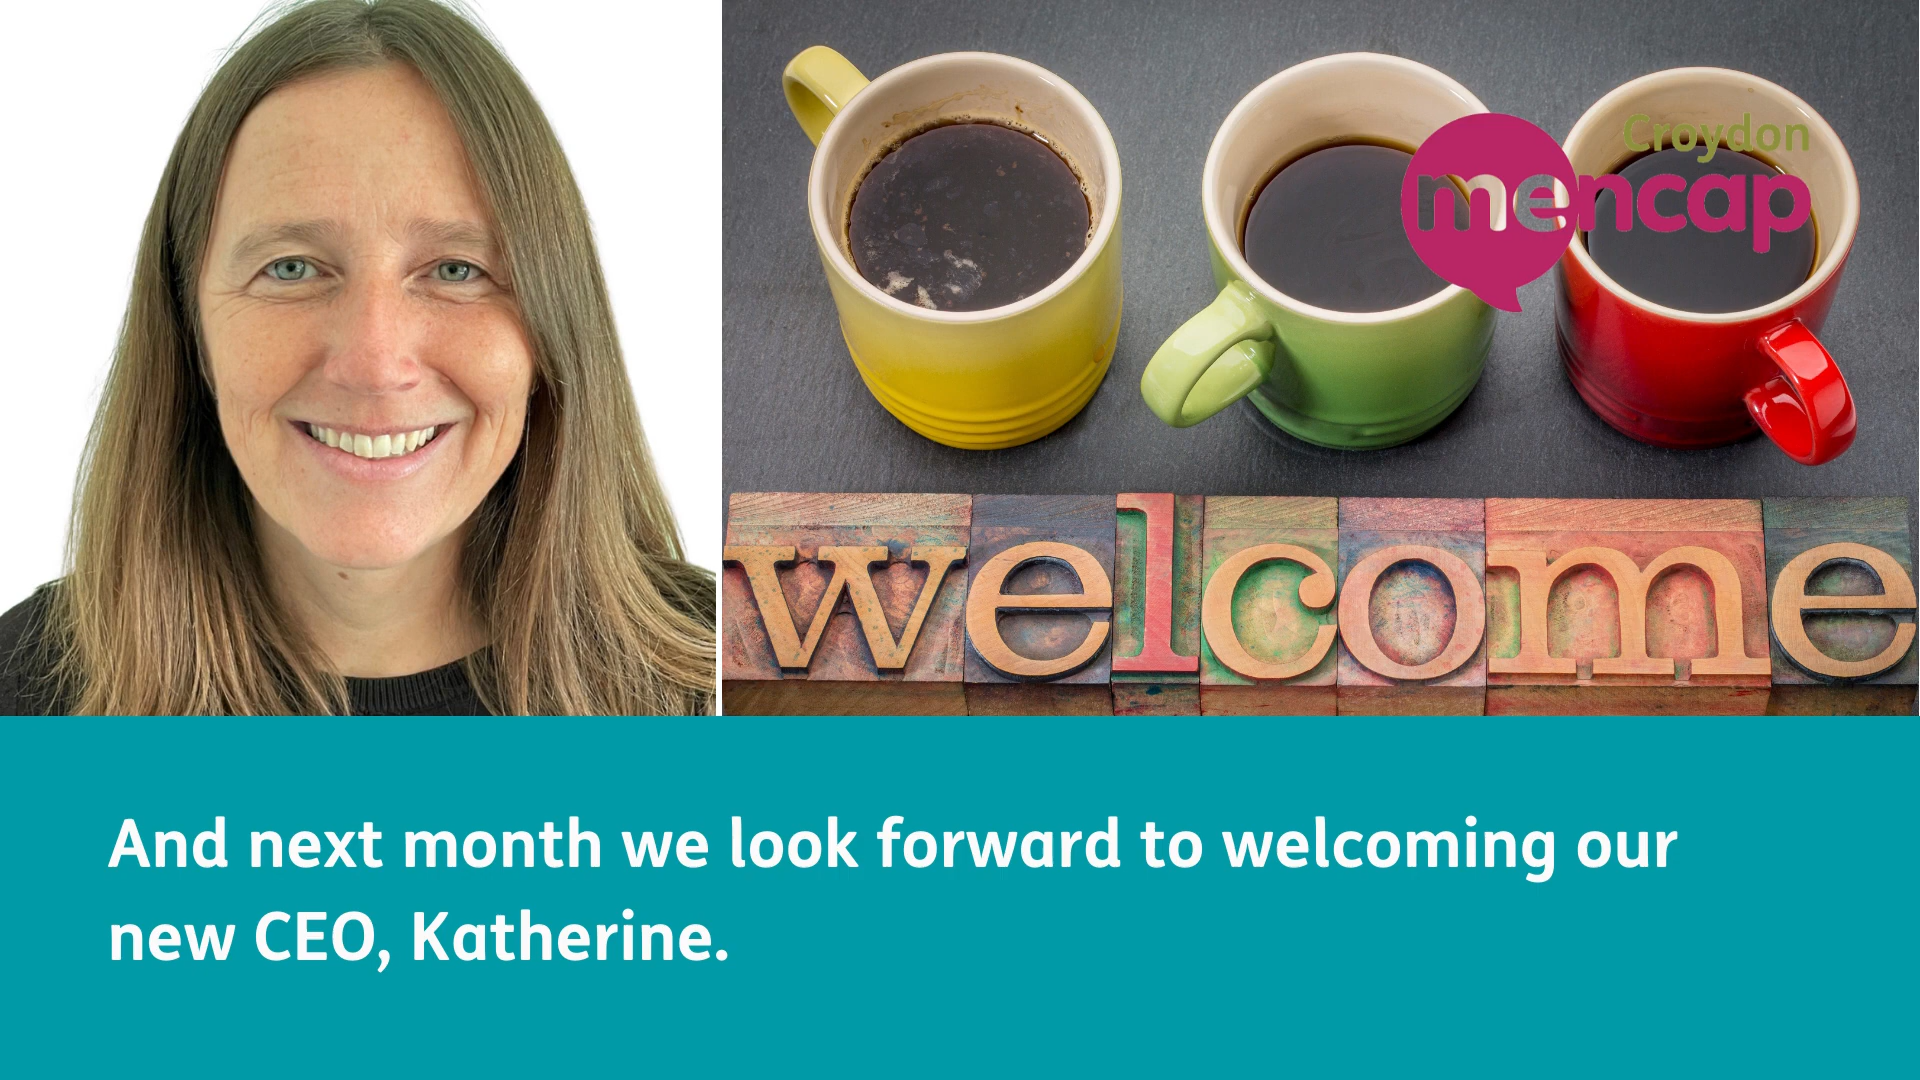 Croydon
mencap
welcome
And next month we look forward to welcoming our
new CEO, Katherine.